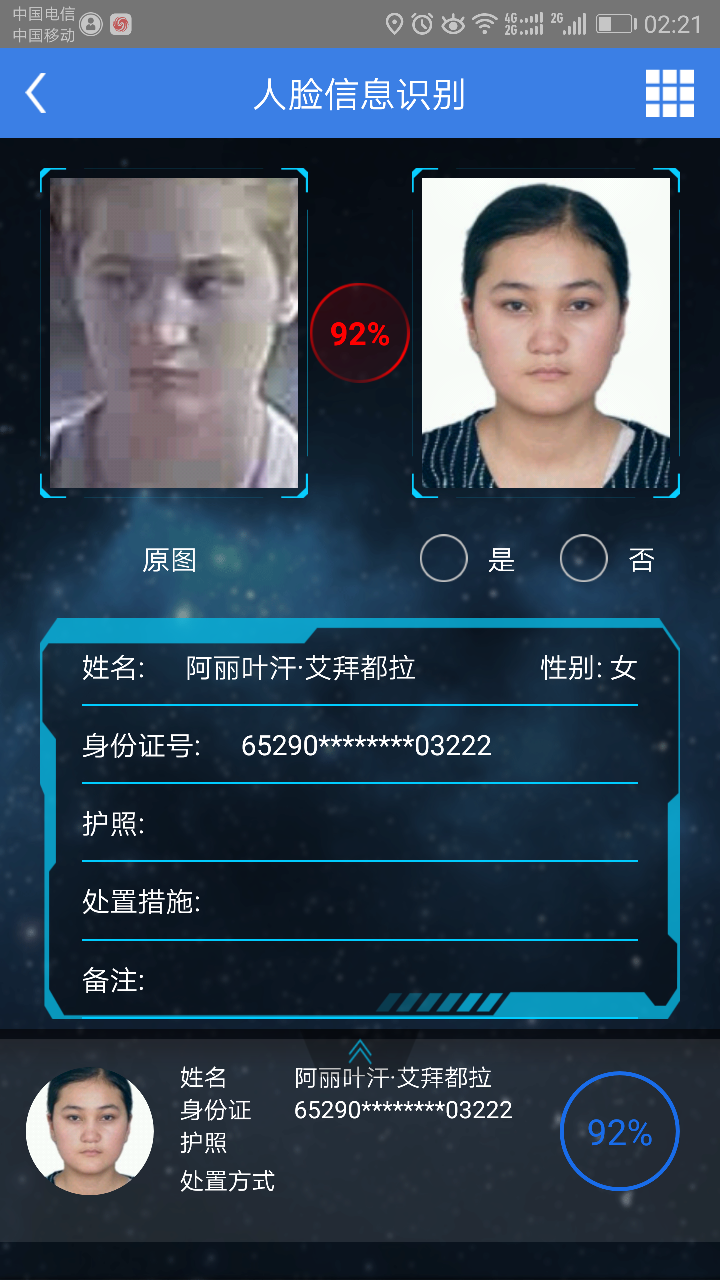 中国电信
中国移动
4G 2G 2G 02:21
人脸信息识别
92%
原图 是 否
姓名: 阿丽叶汗·艾拜都拉 性别: 女
身份证号: 65290********03222
护照:
处置措施:
备注:
姓名 阿丽叶汗·艾拜都拉
身份证 65290********03222
护照
处置方式
92%